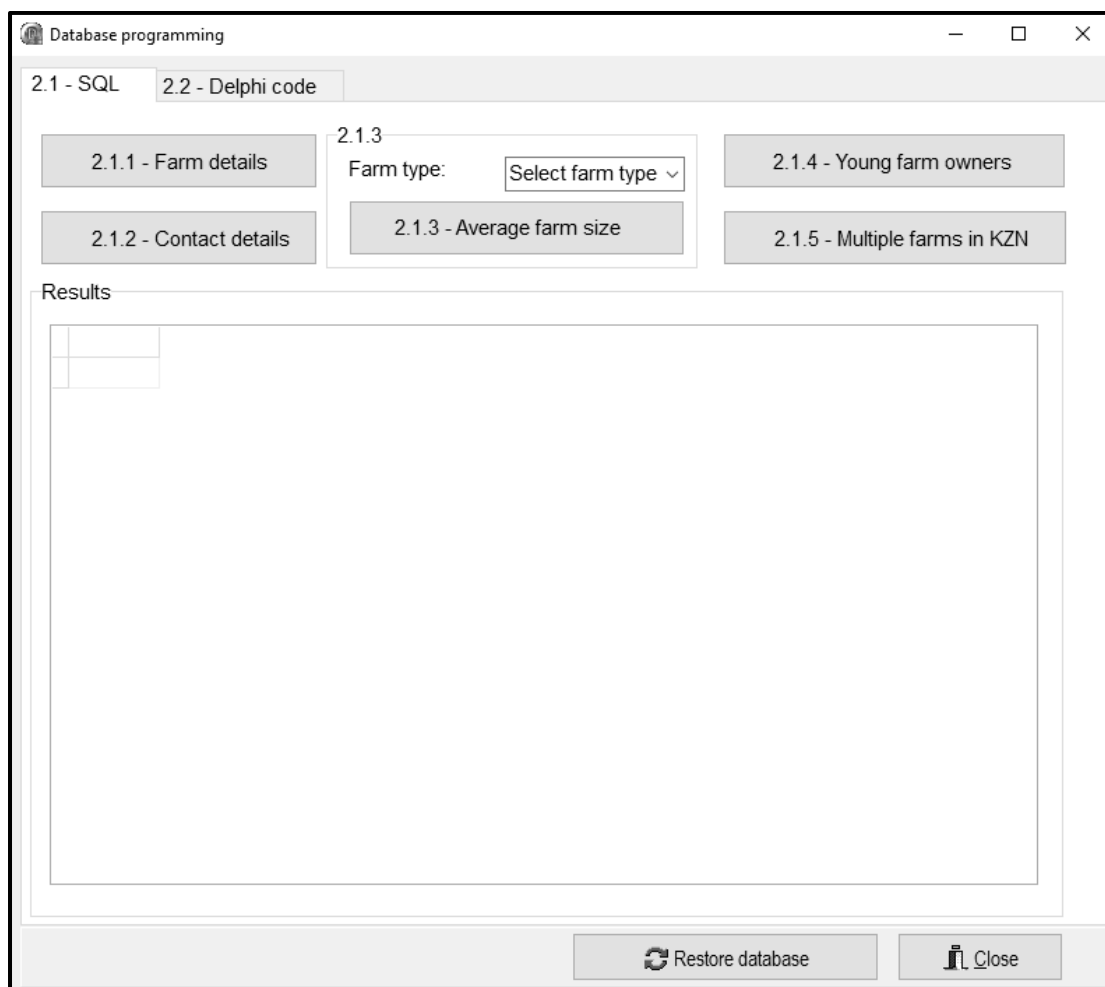 Database programming
2.1 - SQL
2.2 - Delphi code
2.1.1 - Farm details
2.1.2 - Contact details
2.1.3
Farm type:
Select farm type
2.1.3 - Average farm size
2.1.4 - Young farm owners
2.1.5 - Multiple farms in KZN
Results
Restore database
Close